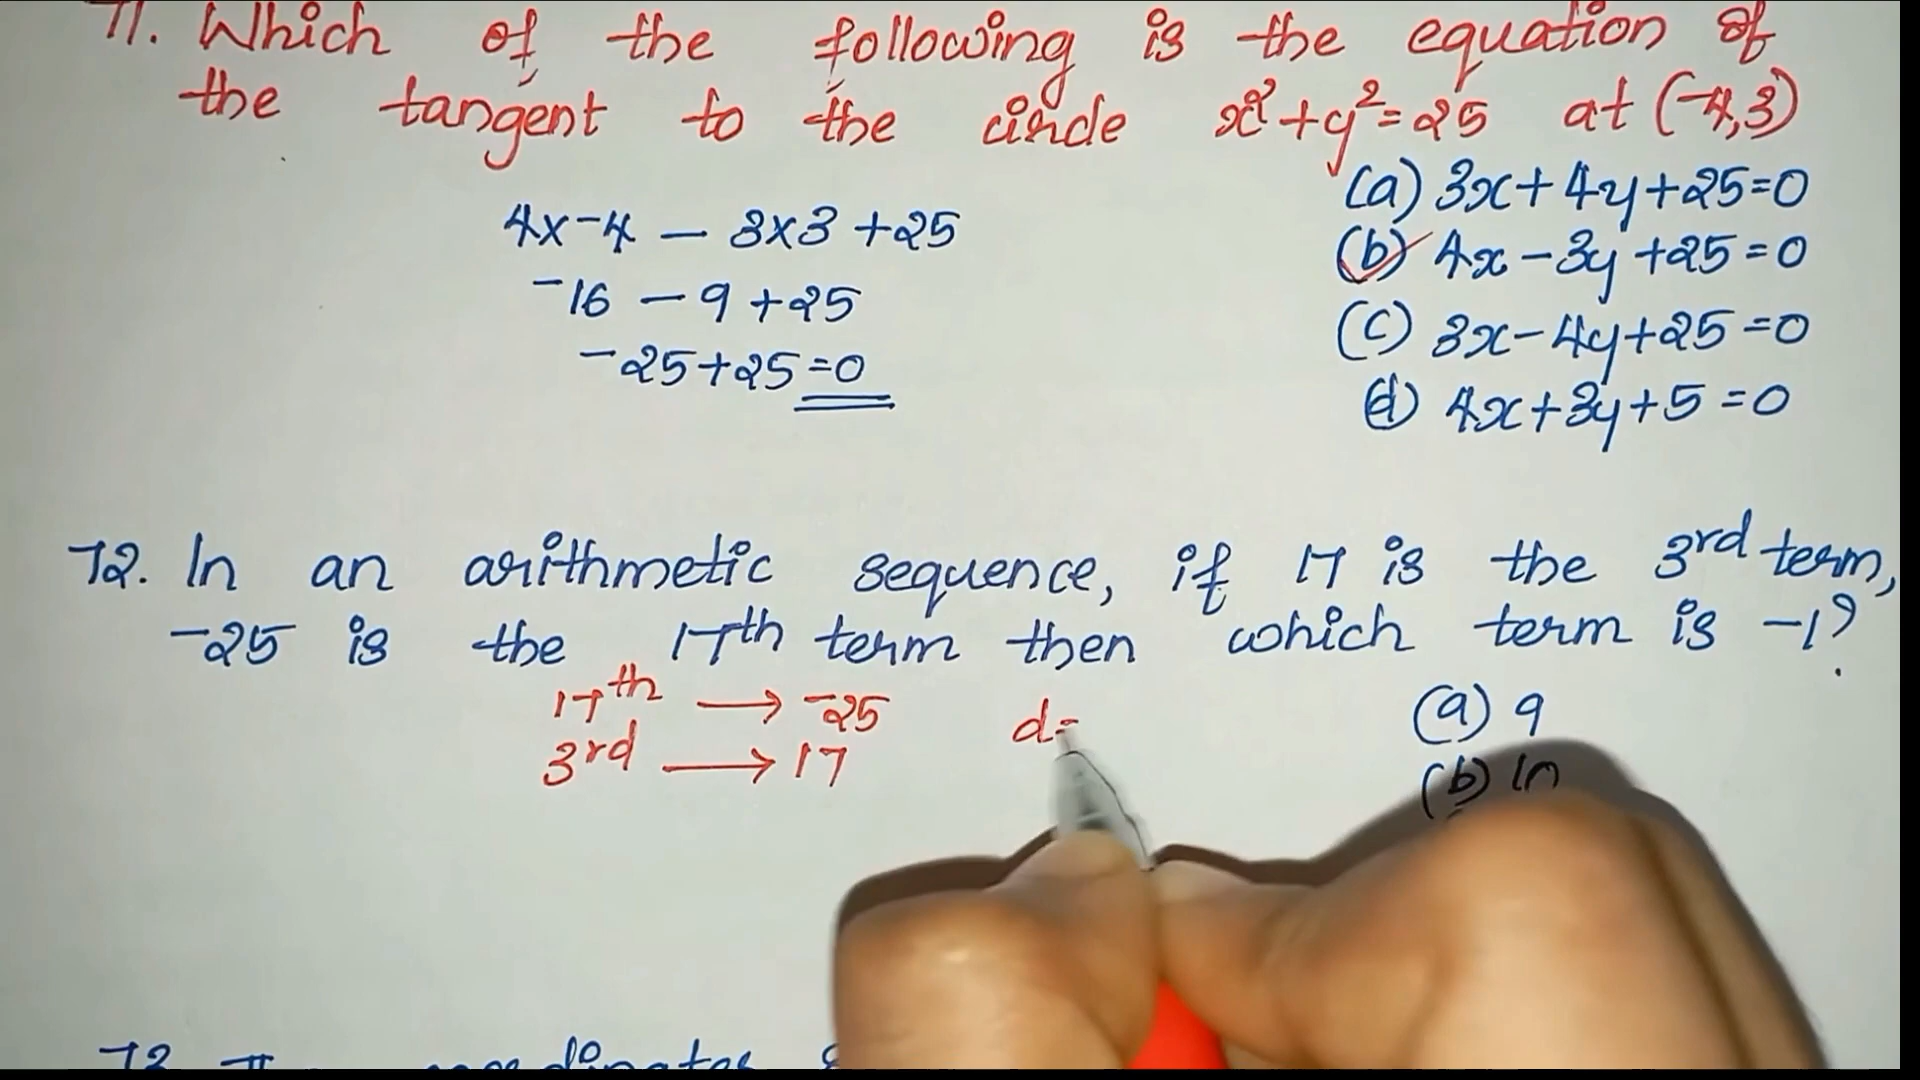 71. Which of the following is the equation of
the tangent to the circle x²+y²=25 at (-4,3)
(a) 3x+4y+25=0
4x-4 - 3x3 +25
(b) 4x-3y+25=0
-16 - 9 +25
(c) 3x-4y+25=0
-25+25=0
(d) 4x+3y+5=0
72. In an arithmetic sequence, if 17 is the 3rd term,
-25 is the 17th term then which term is -1?
17th → -25 d=
3rd → 17
(a) 9
(b) 10
73.